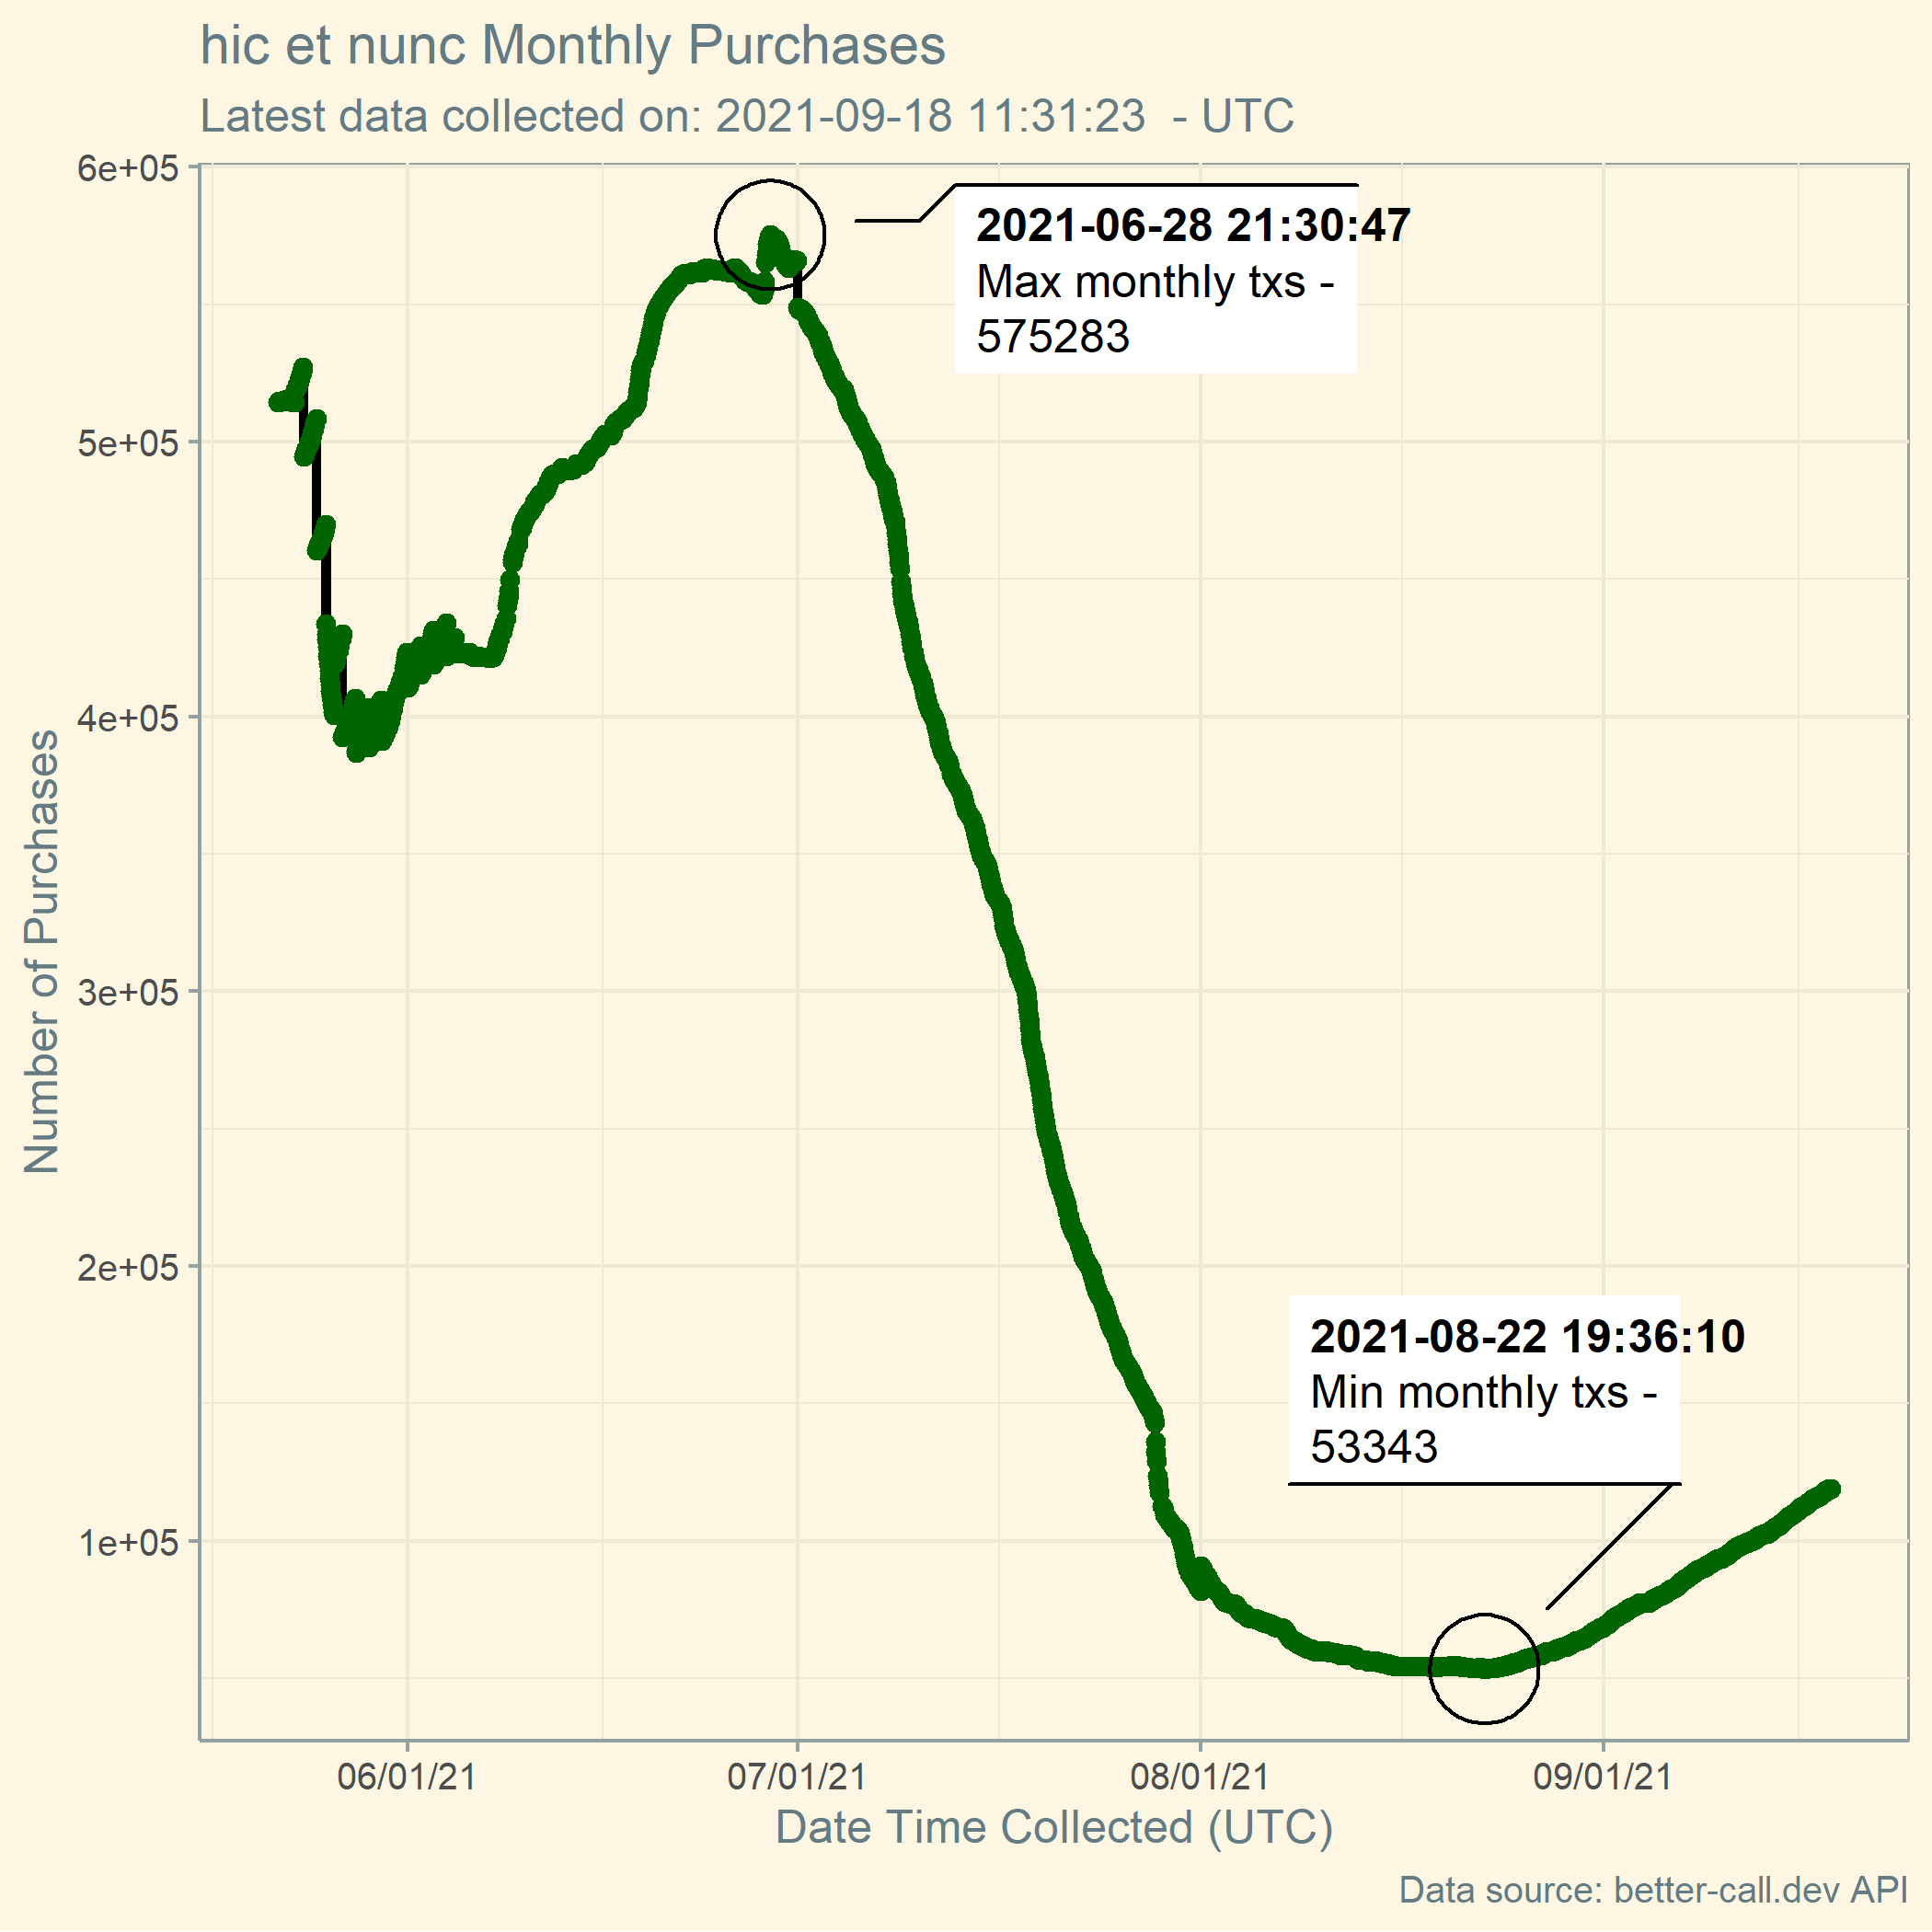 hic et nunc Monthly Purchases
Latest data collected on: 2021-09-18 11:31:23  - UTC
6e+05
5e+05
4e+05
3e+05
2e+05
1e+05
Number of Purchases
2021-06-28 21:30:47
Max monthly txs -
575283
2021-08-22 19:36:10
Min monthly txs -
53343
06/01/21
07/01/21
08/01/21
09/01/21
Date Time Collected (UTC)
Data source: better-call.dev API